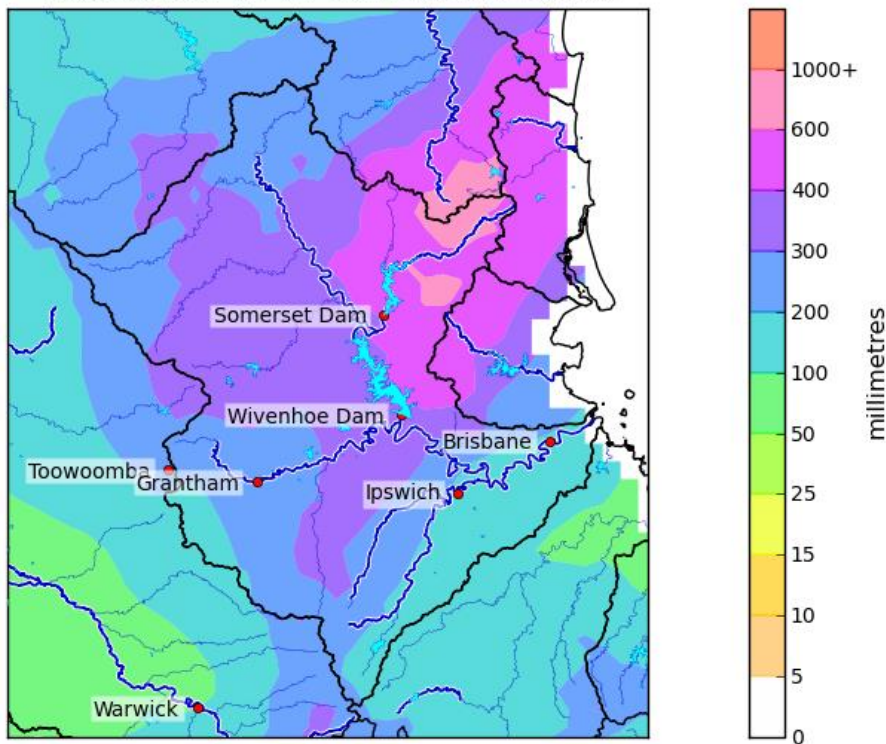 Somerset Dam
Wivenhoe Dam
Brisbane
Toowoomba
Grantham
Ipswich
Warwick
1000+
600
400
300
200
100
50
25
15
10
5
0
millimetres